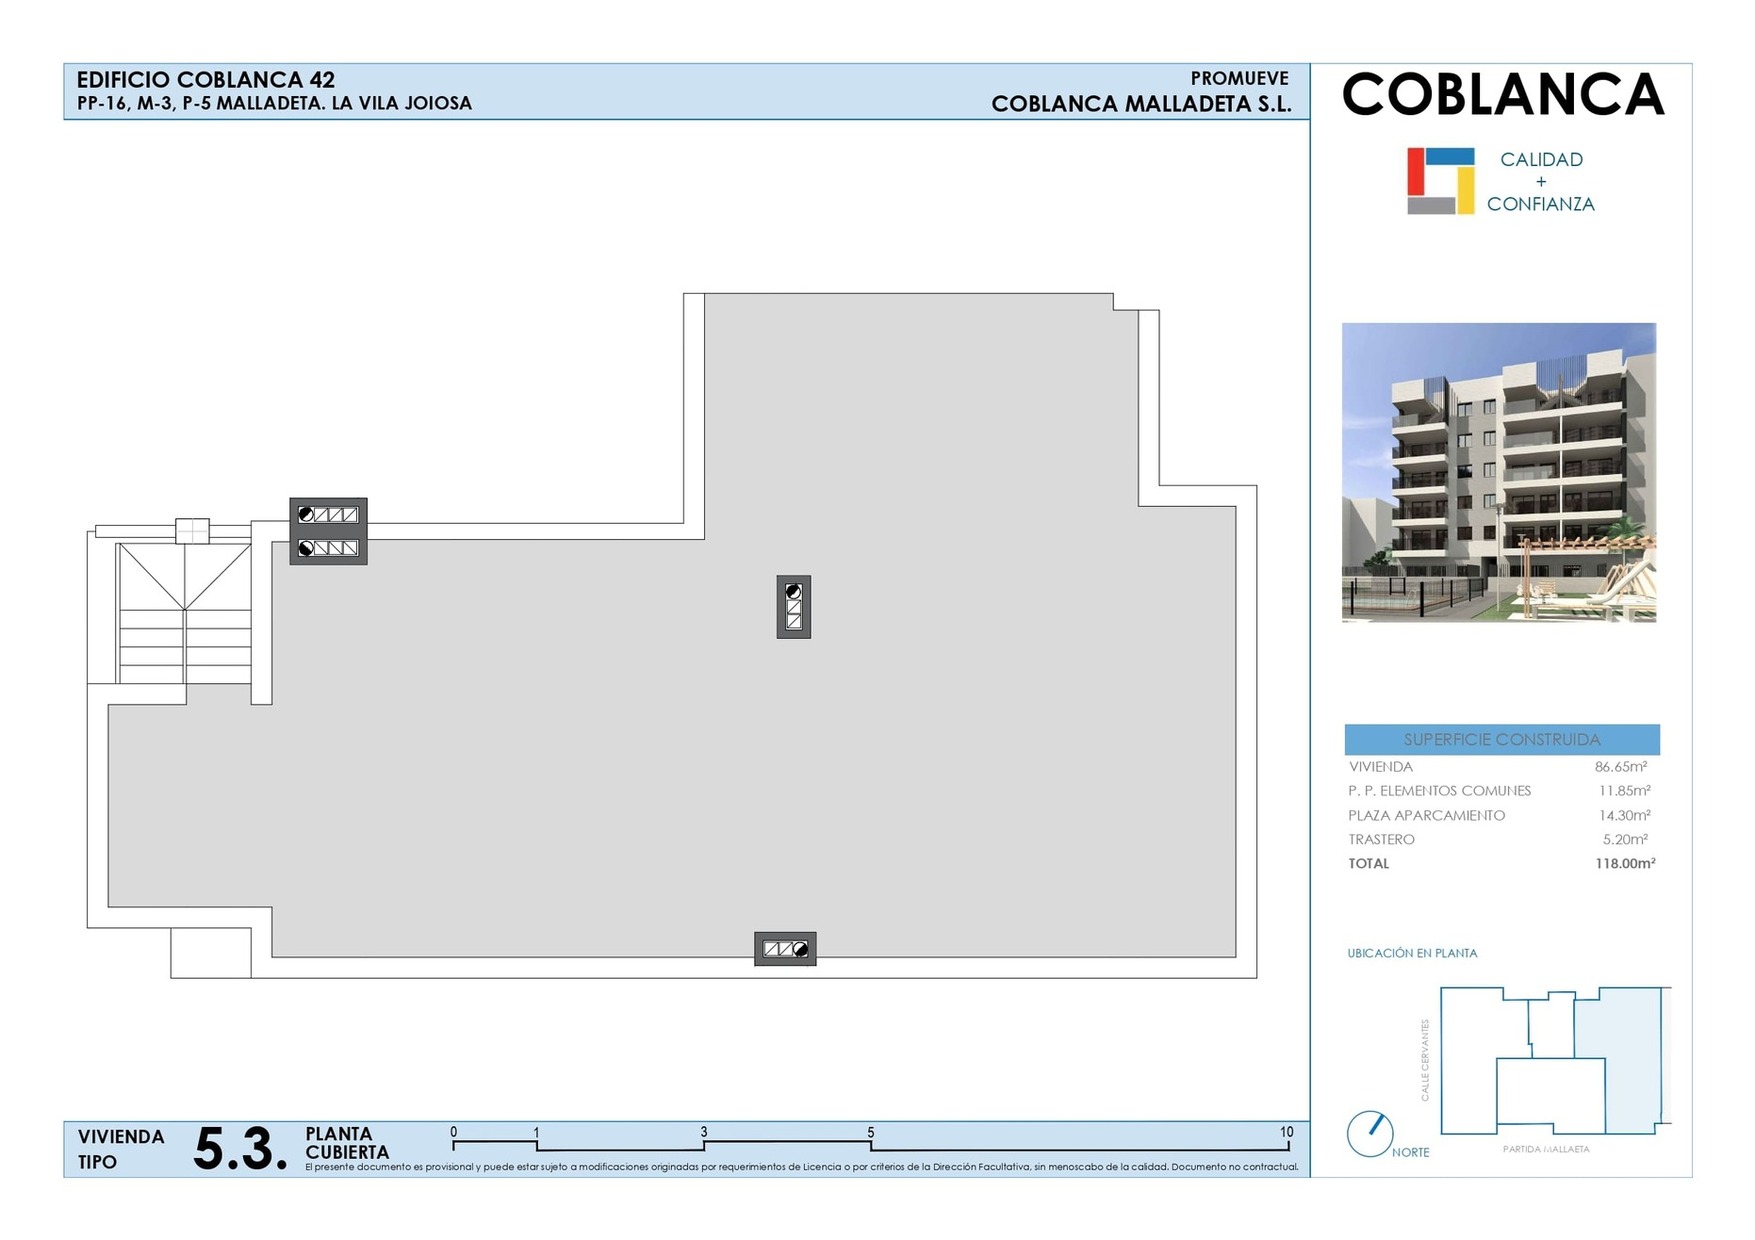 EDIFICIO COBLANCA 42
PP-16, M-3, P-5 MALLADETA. LA VILA JOIOSA
PROMUEVE
COBLANCA MALLADETA S.L.
COBLANCA
CALIDAD
+
CONFIANZA
SUPERFICIE CONSTRUIDA
VIVIENDA 86.65m²
P. P. ELEMENTOS COMUNES 11.85m²
PLAZA APARCAMIENTO 14.30m²
TRASTERO 5.20m²
TOTAL 118.00m²
UBICACIÓN EN PLANTA
CALLE CERVANTES
PARTIDA MALLAETA
NORTE
VIVIENDA
TIPO
5.3.
PLANTA
CUBIERTA
0 1 3 5 10
El presente documento es provisional y puede estar sujeto a modificaciones originadas por requerimientos de Licencia o por criterios de la Dirección Facultativa, sin menoscabo de la calidad. Documento no contractual.